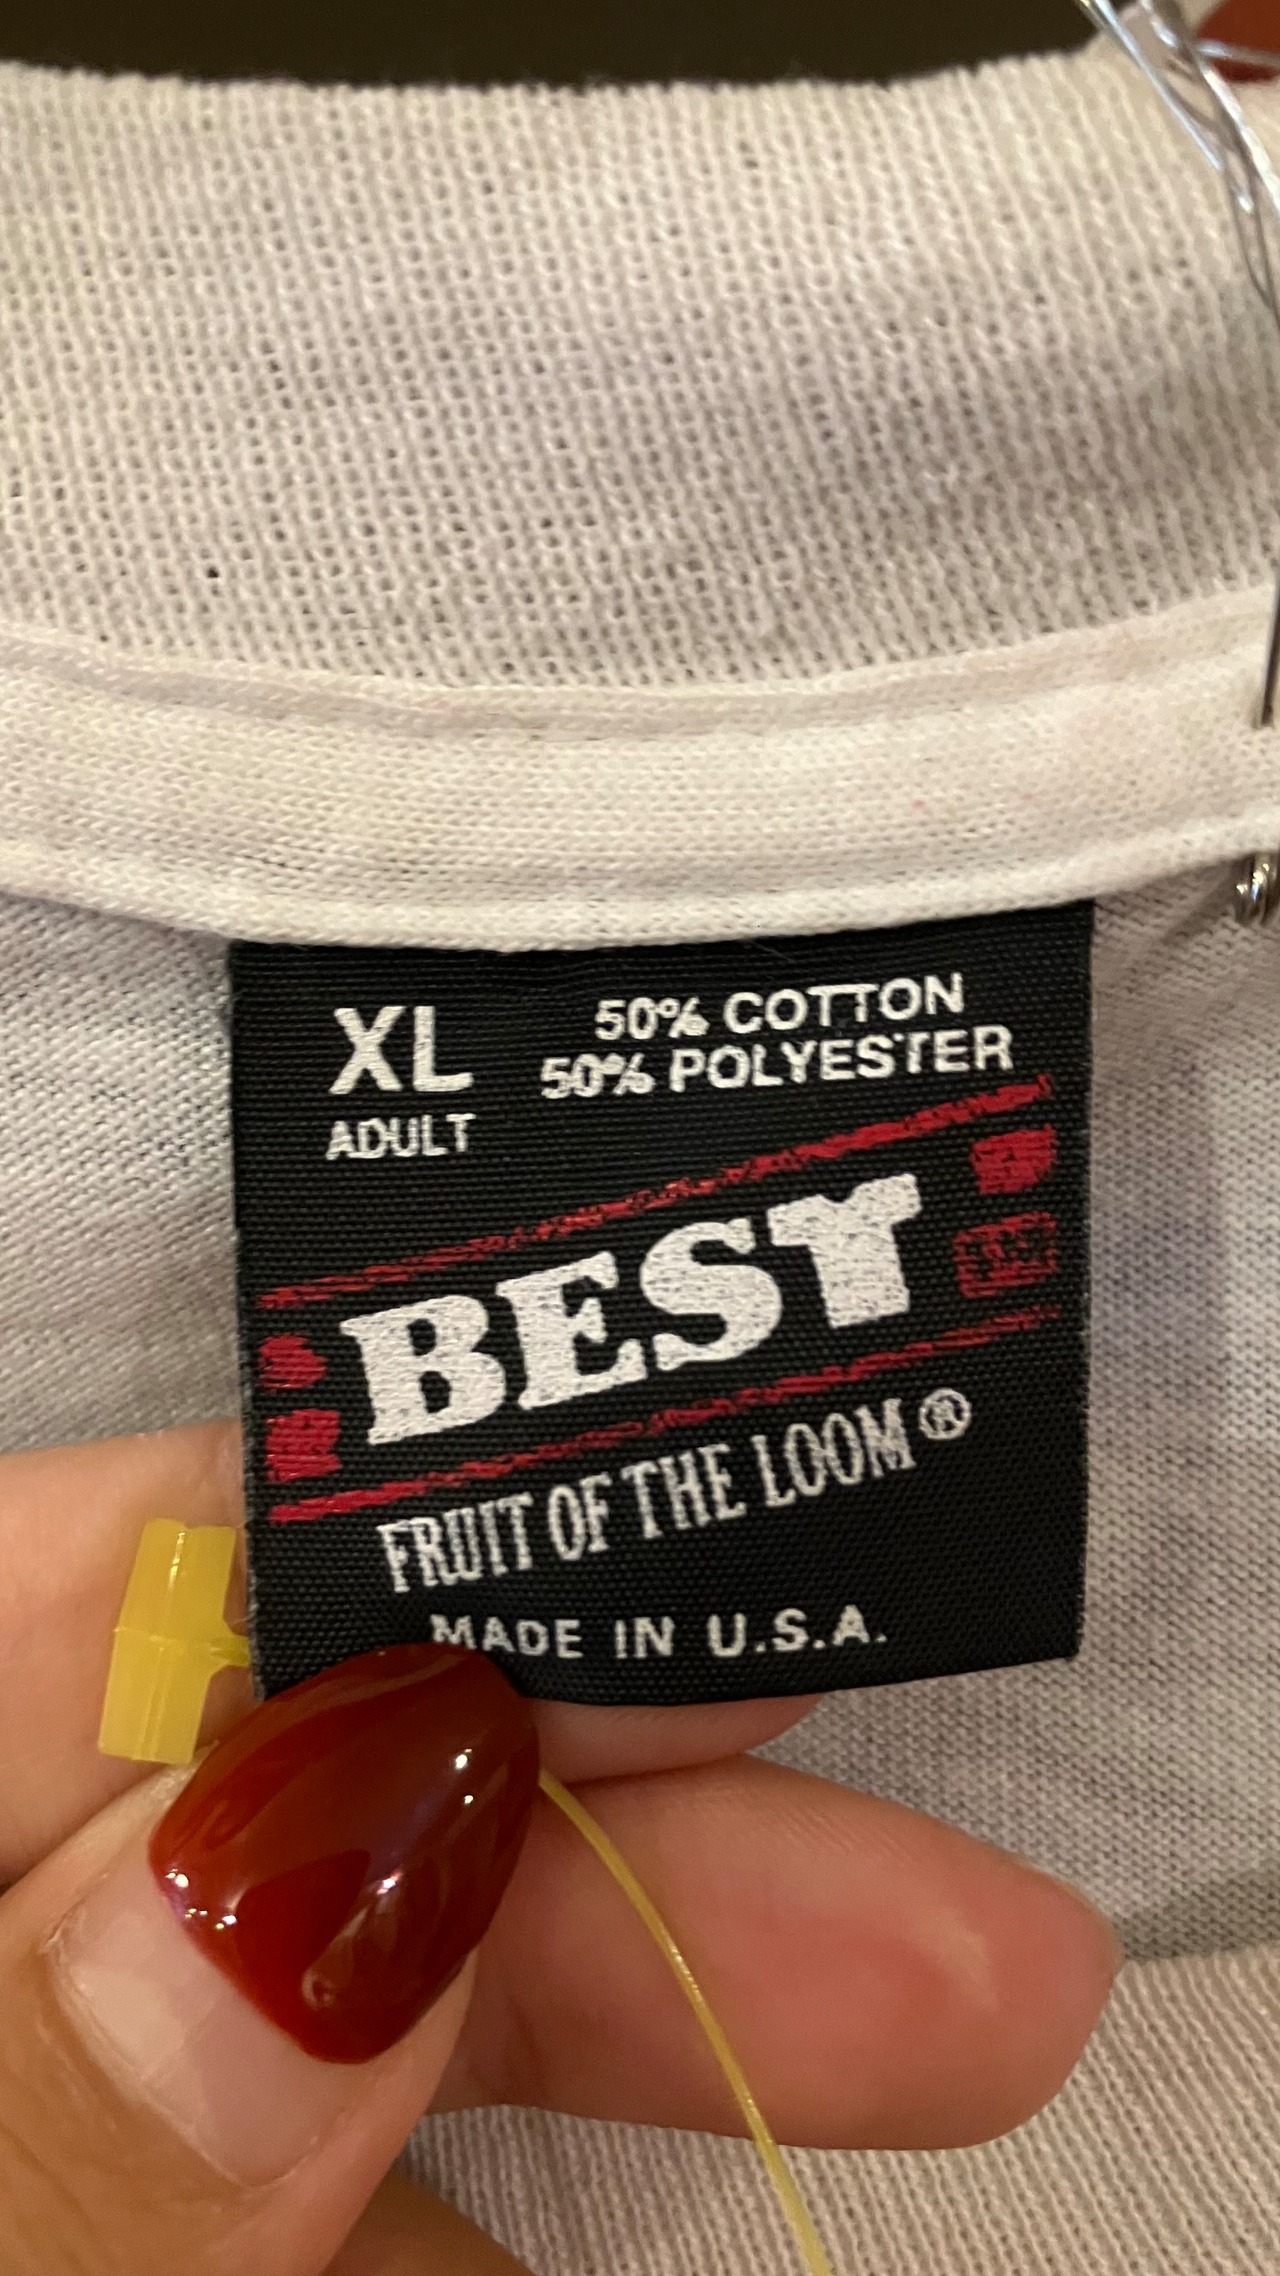 XL
ADULT
50% COTTON
50% POLYESTER
BEST
FRUIT OF THE LOOM®
MADE IN U.S.A.